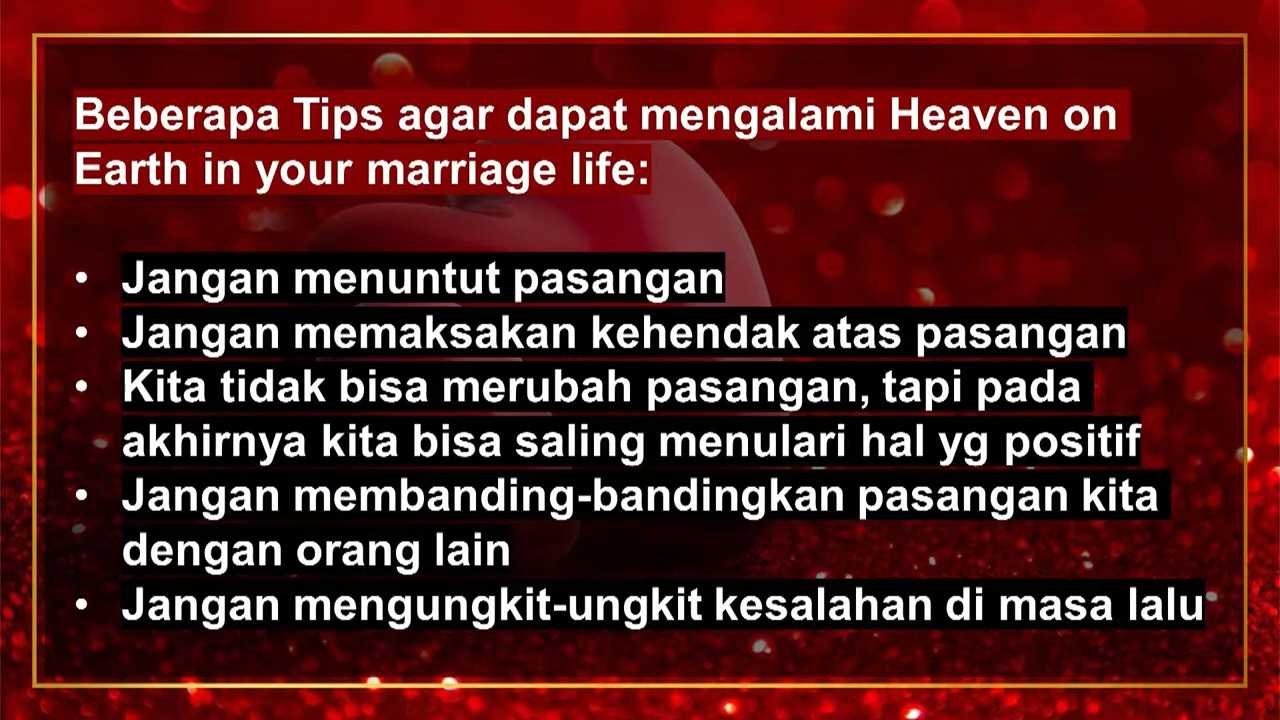 Beberapa Tips agar dapat mengalami Heaven on
Earth in your marriage life:
• Jangan menuntut pasangan
• Jangan memaksakan kehendak atas pasangan
• Kita tidak bisa merubah pasangan, tapi pada
akhirnya kita bisa saling menulari hal yg positif
• Jangan membanding-bandingkan pasangan kita
dengan orang lain
• Jangan mengungkit-ungkit kesalahan di masa lalu